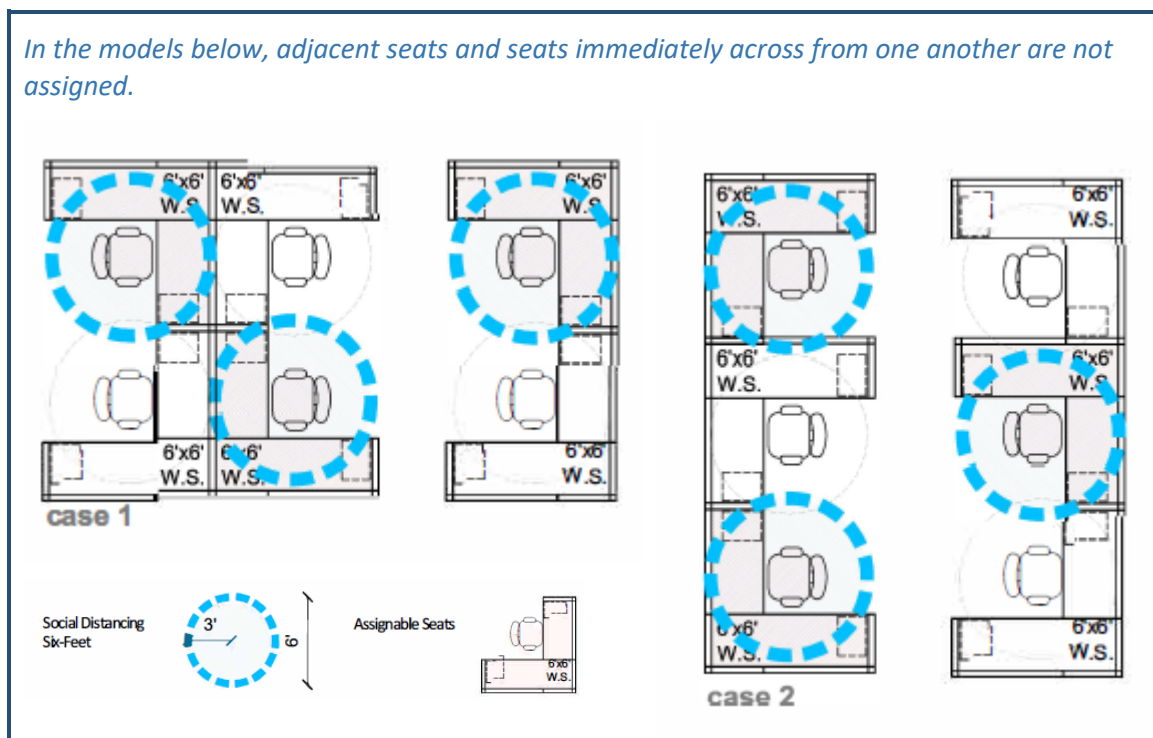 In the models below, adjacent seats and seats immediately across from one another are not
assigned.
6'x6'
W.S.
6'x6'
W.S.
6'x6'
W.S.
6'x6'
W.S.
6'x6'
W.S.
6'x6'
W.S.
6'x6'
W.S.
case 1
6'x6'
W.S.
6'x6'
W.S.
6'x6'
W.S.
6'x6'
W.S.
6'x6'
W.S.
6'x6'
W.S.
case 2
Social Distancing
Six-Feet
3'
6'
Assignable Seats
6'x6'
W.S.